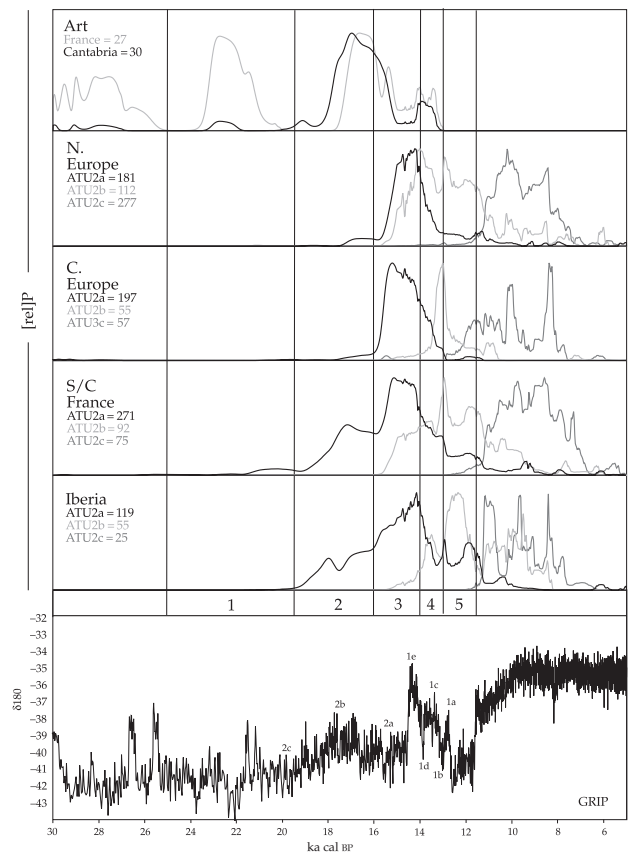 Art
France = 27
Cantabria = 30
N.
Europe
ATU2a = 181
ATU2b = 112
ATU2c = 277
C.
Europe
ATU2a = 197
ATU2b = 55
ATU3c = 57
S/C
France
ATU2a = 271
ATU2b = 92
ATU2c = 75
Iberia
ATU2a = 119
ATU2b = 55
ATU2c = 25
[rel]P
1 2 3 4 5
−32
−33
−34
−35
−36
−37
−38
−39
−40
−41
−42
−43
δ180
2c 2b 2a 1e 1d 1c 1b 1a
GRIP
30 28 26 24 22 20 18 16 14 12 10 8 6
ka cal BP